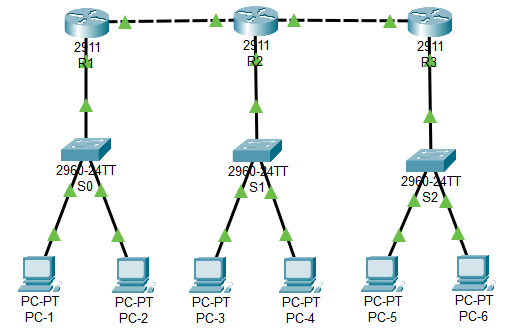 2911
R1
2911
R2
2911
R3
2960-24TT
S0
2960-24TT
S1
2960-24TT
S2
PC-PT
PC-1
PC-PT
PC-2
PC-PT
PC-3
PC-PT
PC-4
PC-PT
PC-5
PC-PT
PC-6